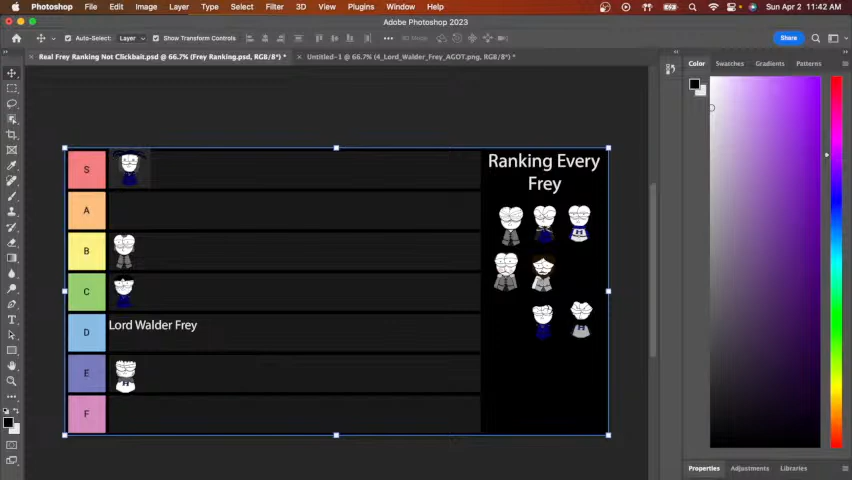 Photoshop File Edit Image Layer Type Select Filter 3D View Plugins Window Help Sun Apr 2 11:42 AM
Adobe Photoshop 2023
Auto-Select: Layer Show Transform Controls Share
Real Frey Ranking Not Clickbait.psd @ 66.7% (Frey Ranking.psd, RGB/8*) * Untitled-1 @ 66.7% (4_Lord_Walder_Frey_AGOT.png, RGB/8*) *
Color Swatches Gradients Patterns
S
A
B
C
D Lord Walder Frey
E
F
Ranking Every
Frey
Properties Adjustments Libraries